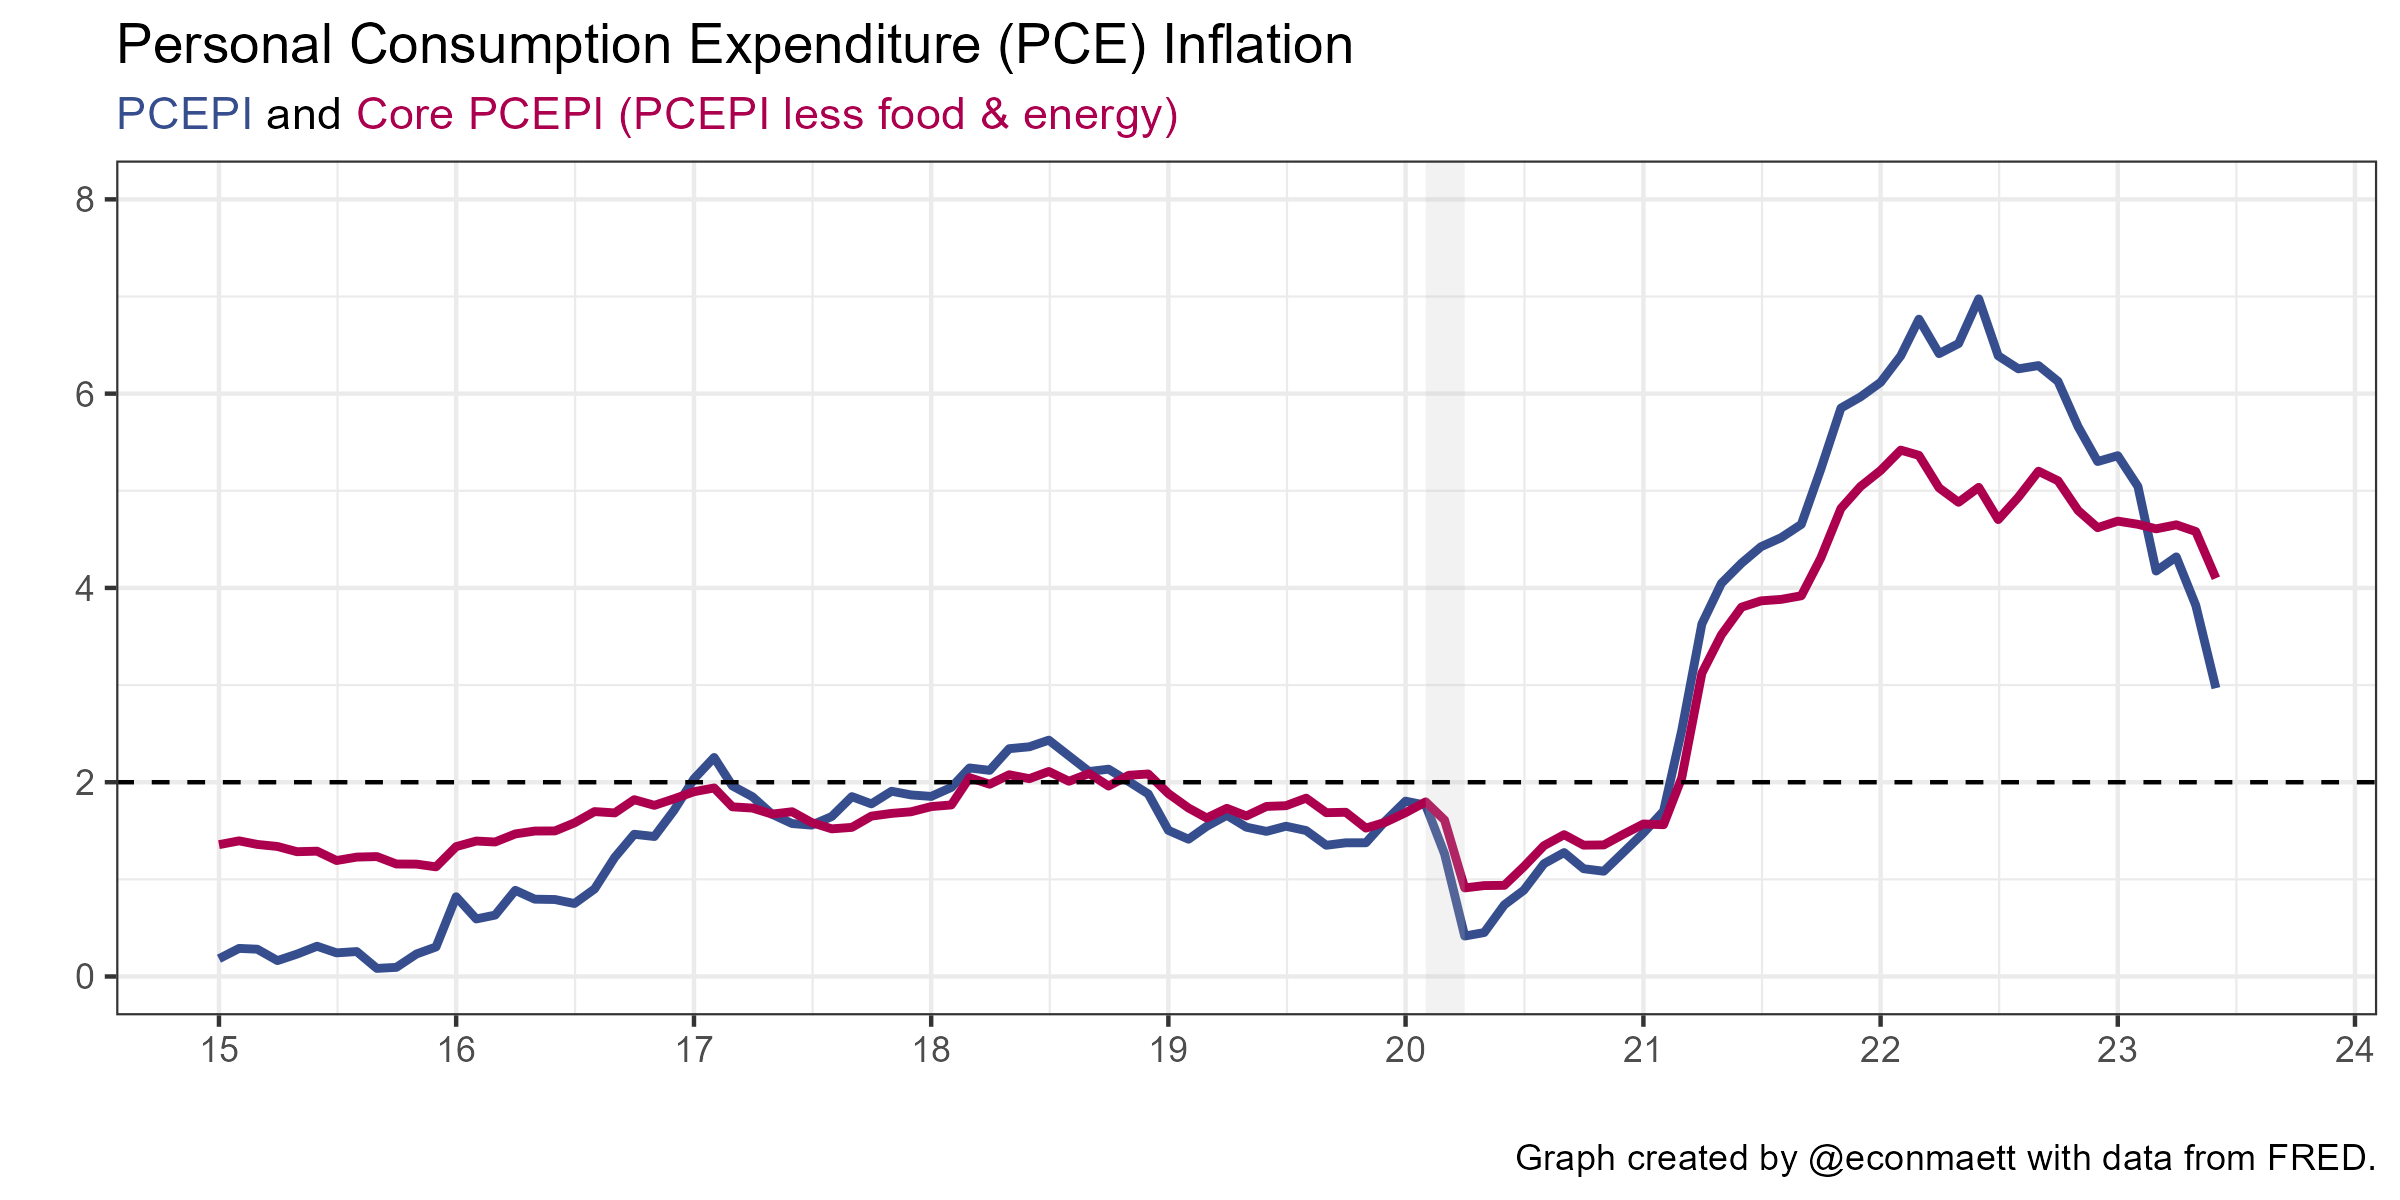 Personal Consumption Expenditure (PCE) Inflation
PCEPI and Core PCEPI (PCEPI less food & energy)
8
6
4
2
0
15 16 17 18 19 20 21 22 23 24
Graph created by @econmaett with data from FRED.